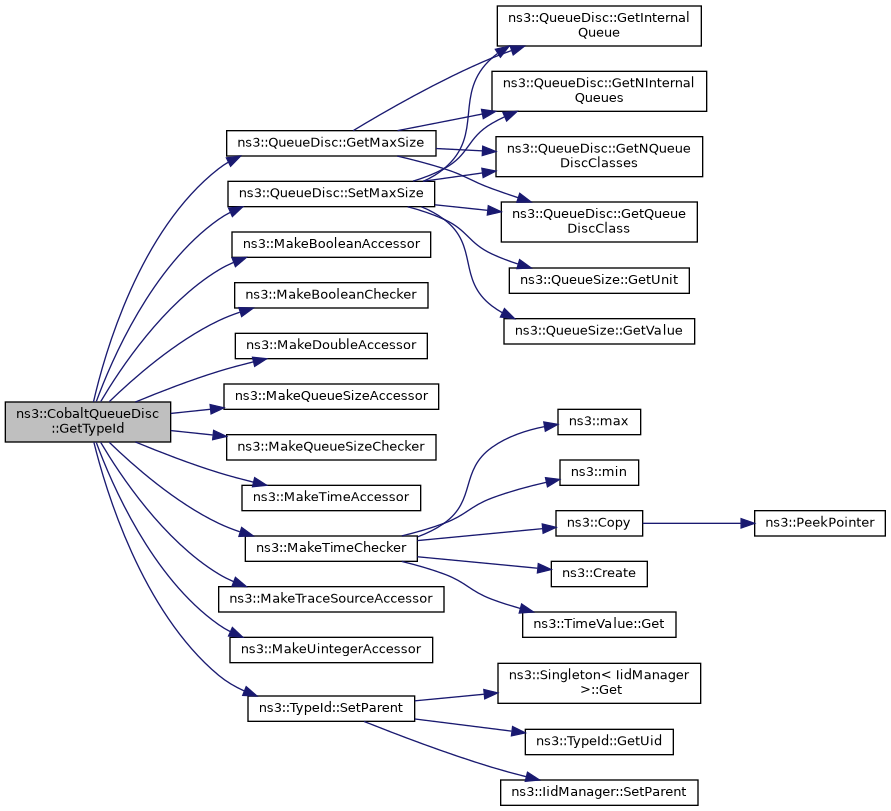 ns3::CobaltQueueDisc
::GetTypeId
ns3::QueueDisc::GetMaxSize
ns3::QueueDisc::SetMaxSize
ns3::MakeBooleanAccessor
ns3::MakeBooleanChecker
ns3::MakeDoubleAccessor
ns3::MakeQueueSizeAccessor
ns3::MakeQueueSizeChecker
ns3::MakeTimeAccessor
ns3::MakeTimeChecker
ns3::MakeTraceSourceAccessor
ns3::MakeUintegerAccessor
ns3::TypeId::SetParent
ns3::QueueDisc::GetInternal
Queue
ns3::QueueDisc::GetNInternal
Queues
ns3::QueueDisc::GetNQueue
DiscClasses
ns3::QueueDisc::GetQueue
DiscClass
ns3::QueueSize::GetUnit
ns3::QueueSize::GetValue
ns3::max
ns3::min
ns3::Copy
ns3::Create
ns3::TimeValue::Get
ns3::Singleton< IidManager
>::Get
ns3::TypeId::GetUid
ns3::IidManager::SetParent
ns3::PeekPointer